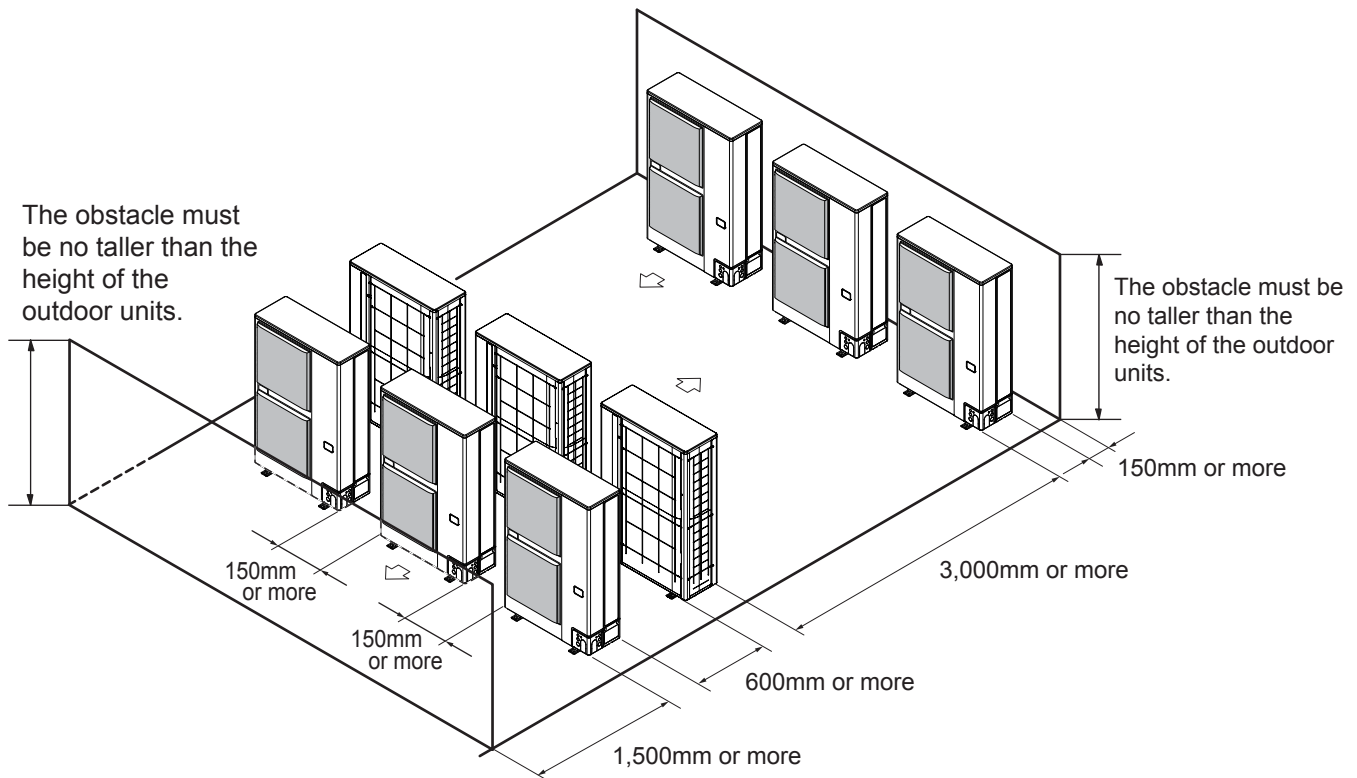 The obstacle must
be no taller than the
height of the
outdoor units.
The obstacle must be
no taller than the
height of the outdoor
units.
150mm or more
3,000mm or more
150mm
or more
150mm
or more
600mm or more
1,500mm or more